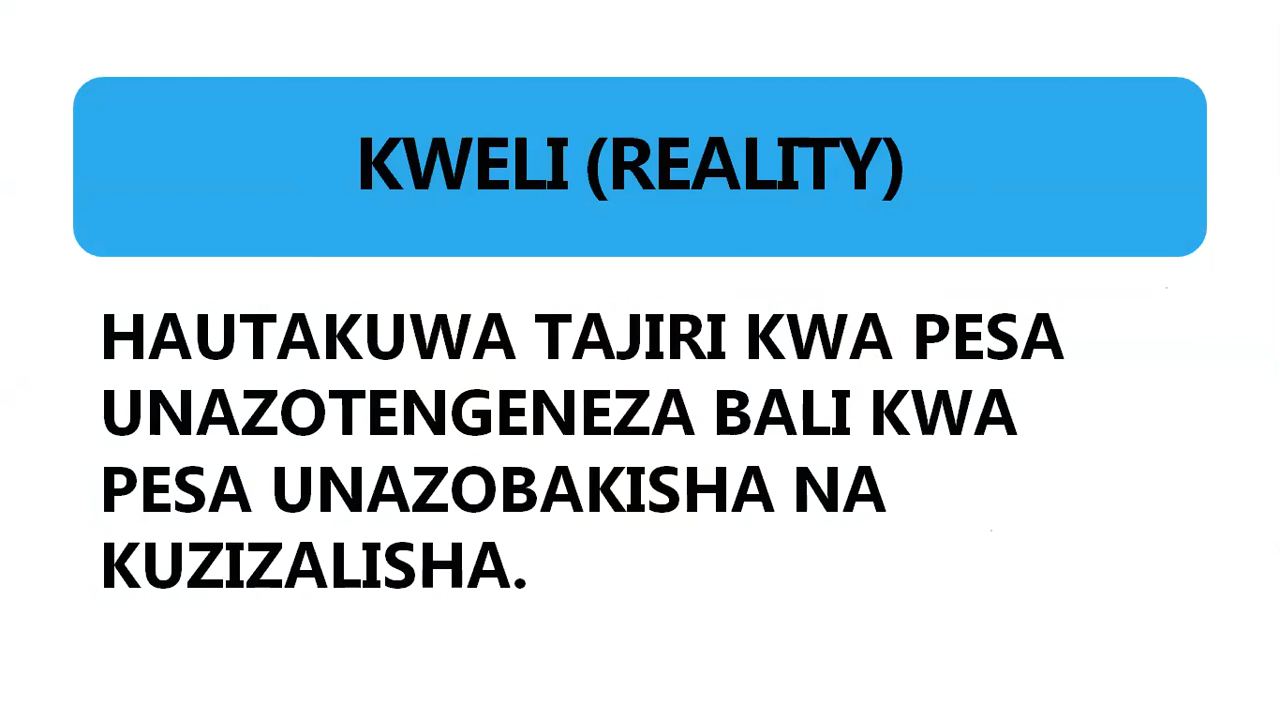 KWELI (REALITY)
HAUTAKUWA TAJIRI KWA PESA
UNAZOTENGENEZA BALI KWA
PESA UNAZOBAKISHA NA
KUZIZALISHA.